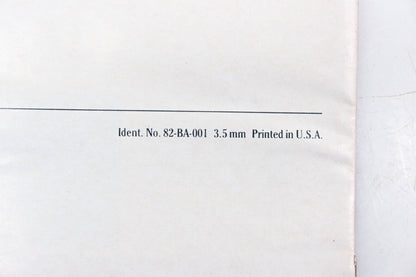 Ident. No. 82-BA-001 3.5 mm Printed in U.S.A.